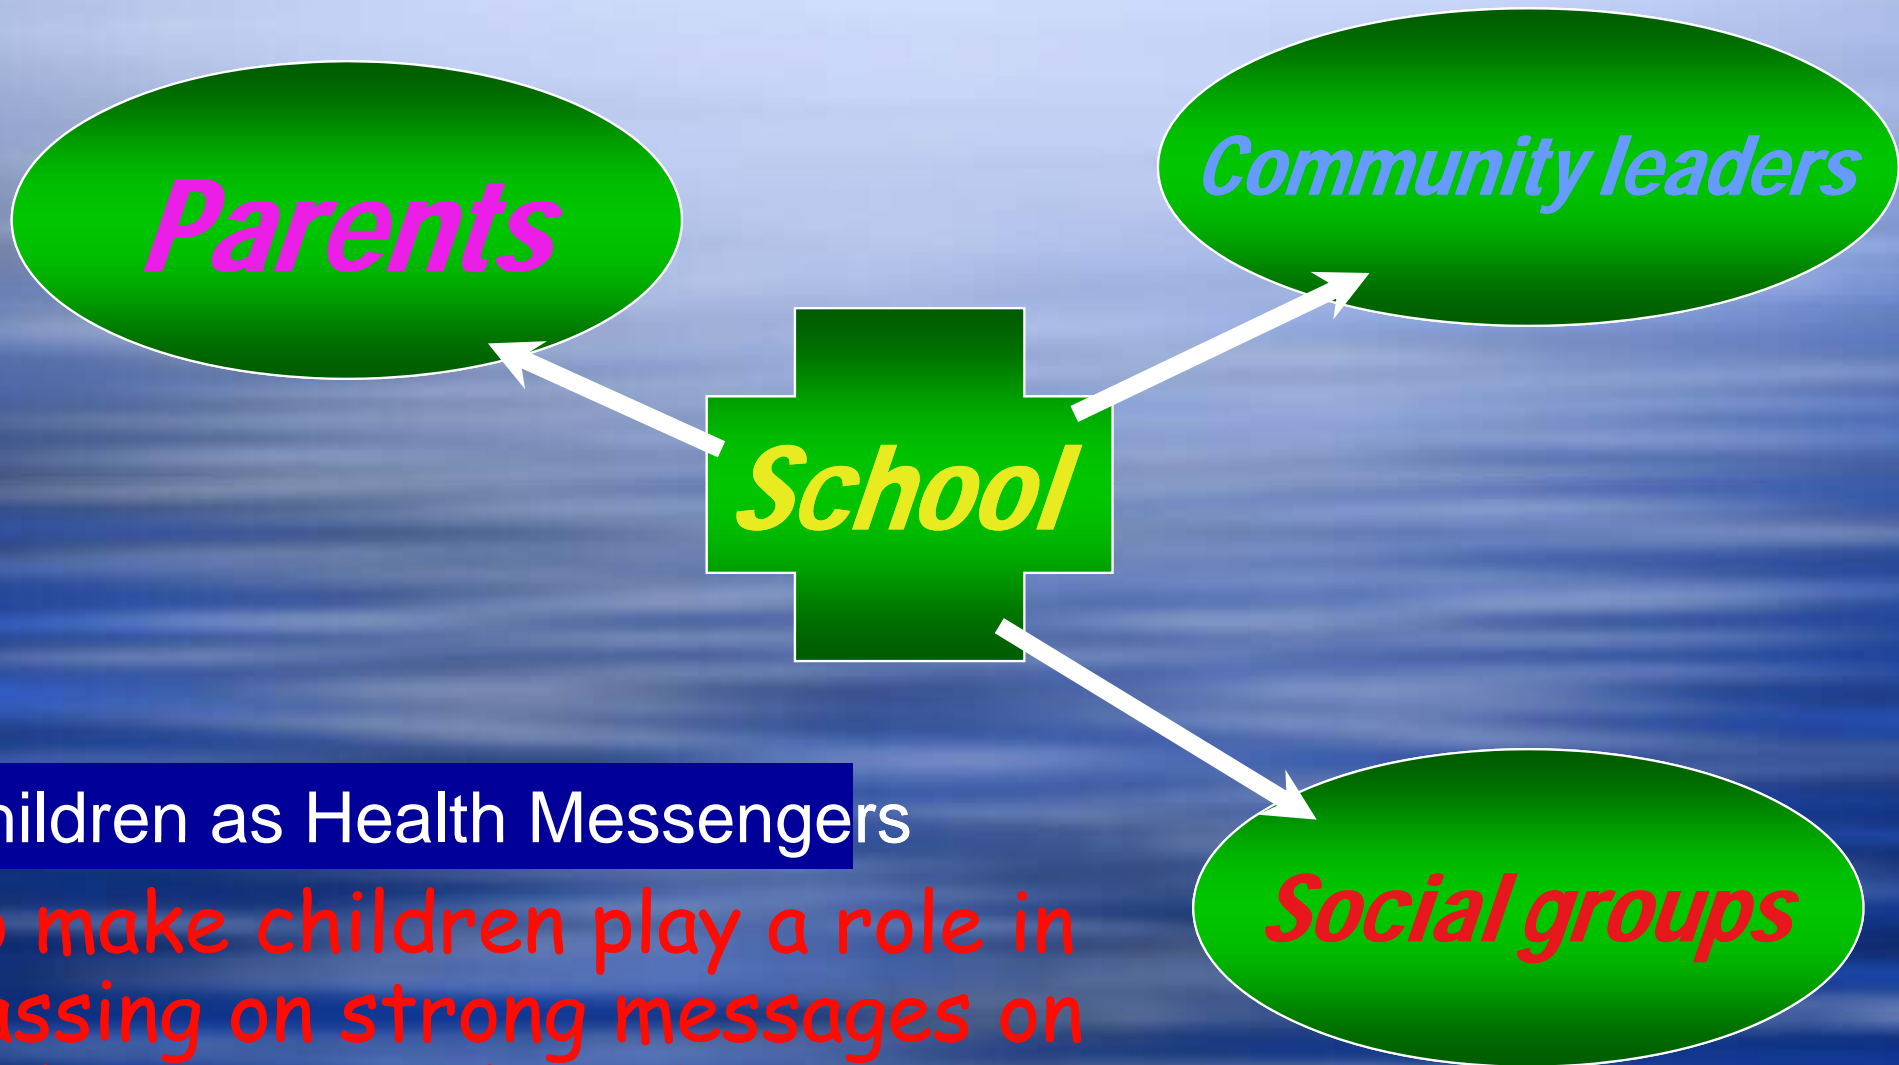 Parents
Community leaders
School
hildren as Health Messengers
make children play a role in
assing on strong messages on
Social groups